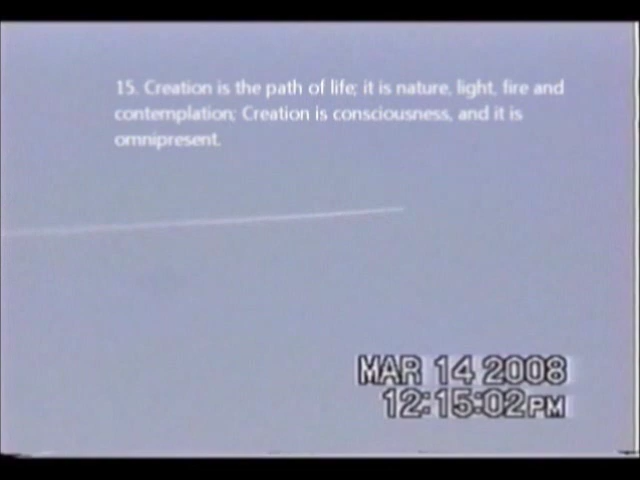 15. Creation is the path of life; it is nature, light, fire and
contemplation; Creation is consciousness, and it is
omnipresent.
MAR 14 2008
12:15:02PM